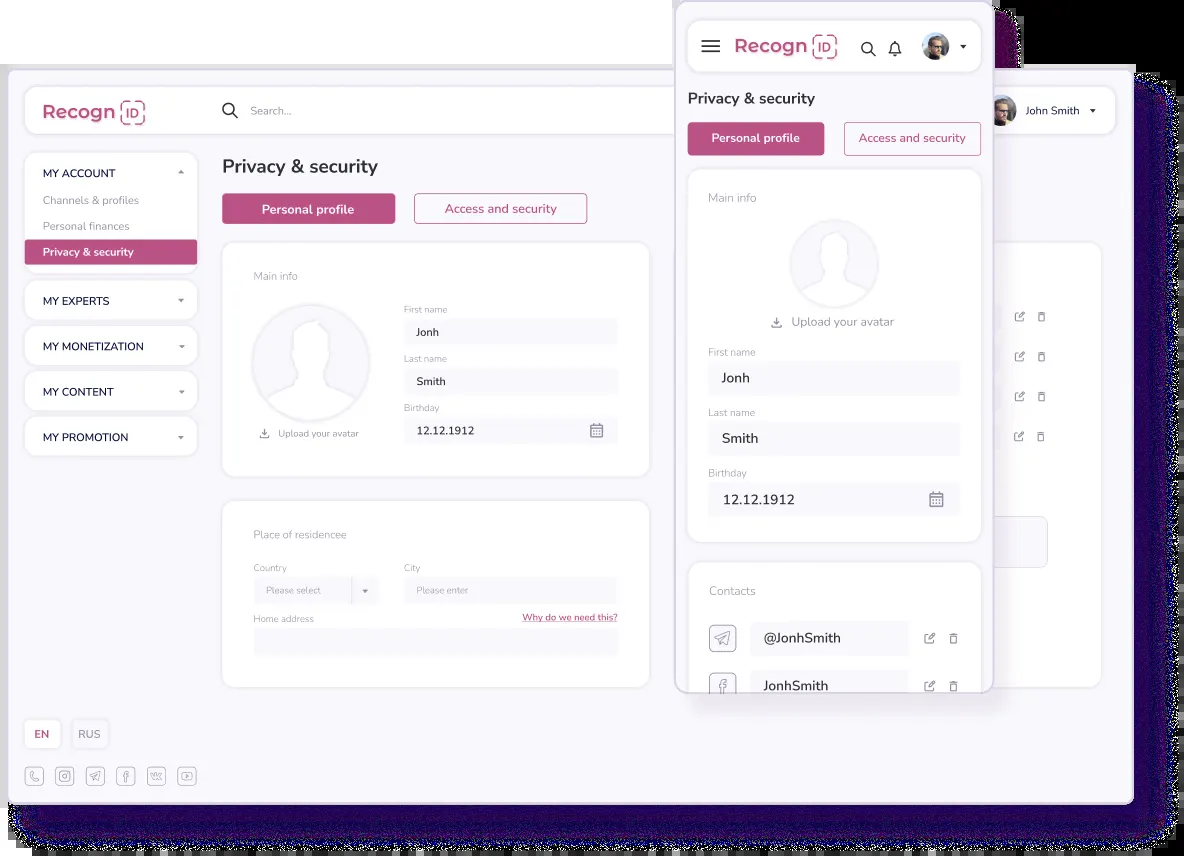 Recogn ID
Search...
John Smith
MY ACCOUNT
Channels & profiles
Personal finances
Privacy & security
MY EXPERTS
MY MONETIZATION
MY CONTENT
MY PROMOTION
EN
RUS
Privacy & security
Personal profile
Access and security
Main info
Upload your avatar
First name
Jonh
Last name
Smith
Birthday
12.12.1912
Place of residencee
Country
Please select
City
Please enter
Home address
Why do we need this?
Recogn ID
Privacy & security
Personal profile
Access and security
Main info
Upload your avatar
First name
Jonh
Last name
Smith
Birthday
12.12.1912
Contacts
@JonhSmith
JonhSmith